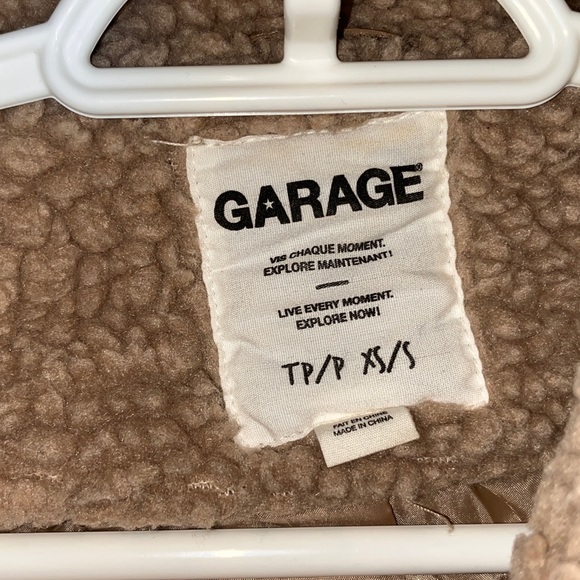 GARAGE®
VIS CHAQUE MOMENT.
EXPLORE MAINTENANT!
LIVE EVERY MOMENT.
EXPLORE NOW!
TP/P XS/S
FAIT EN CHINE
MADE IN CHINA